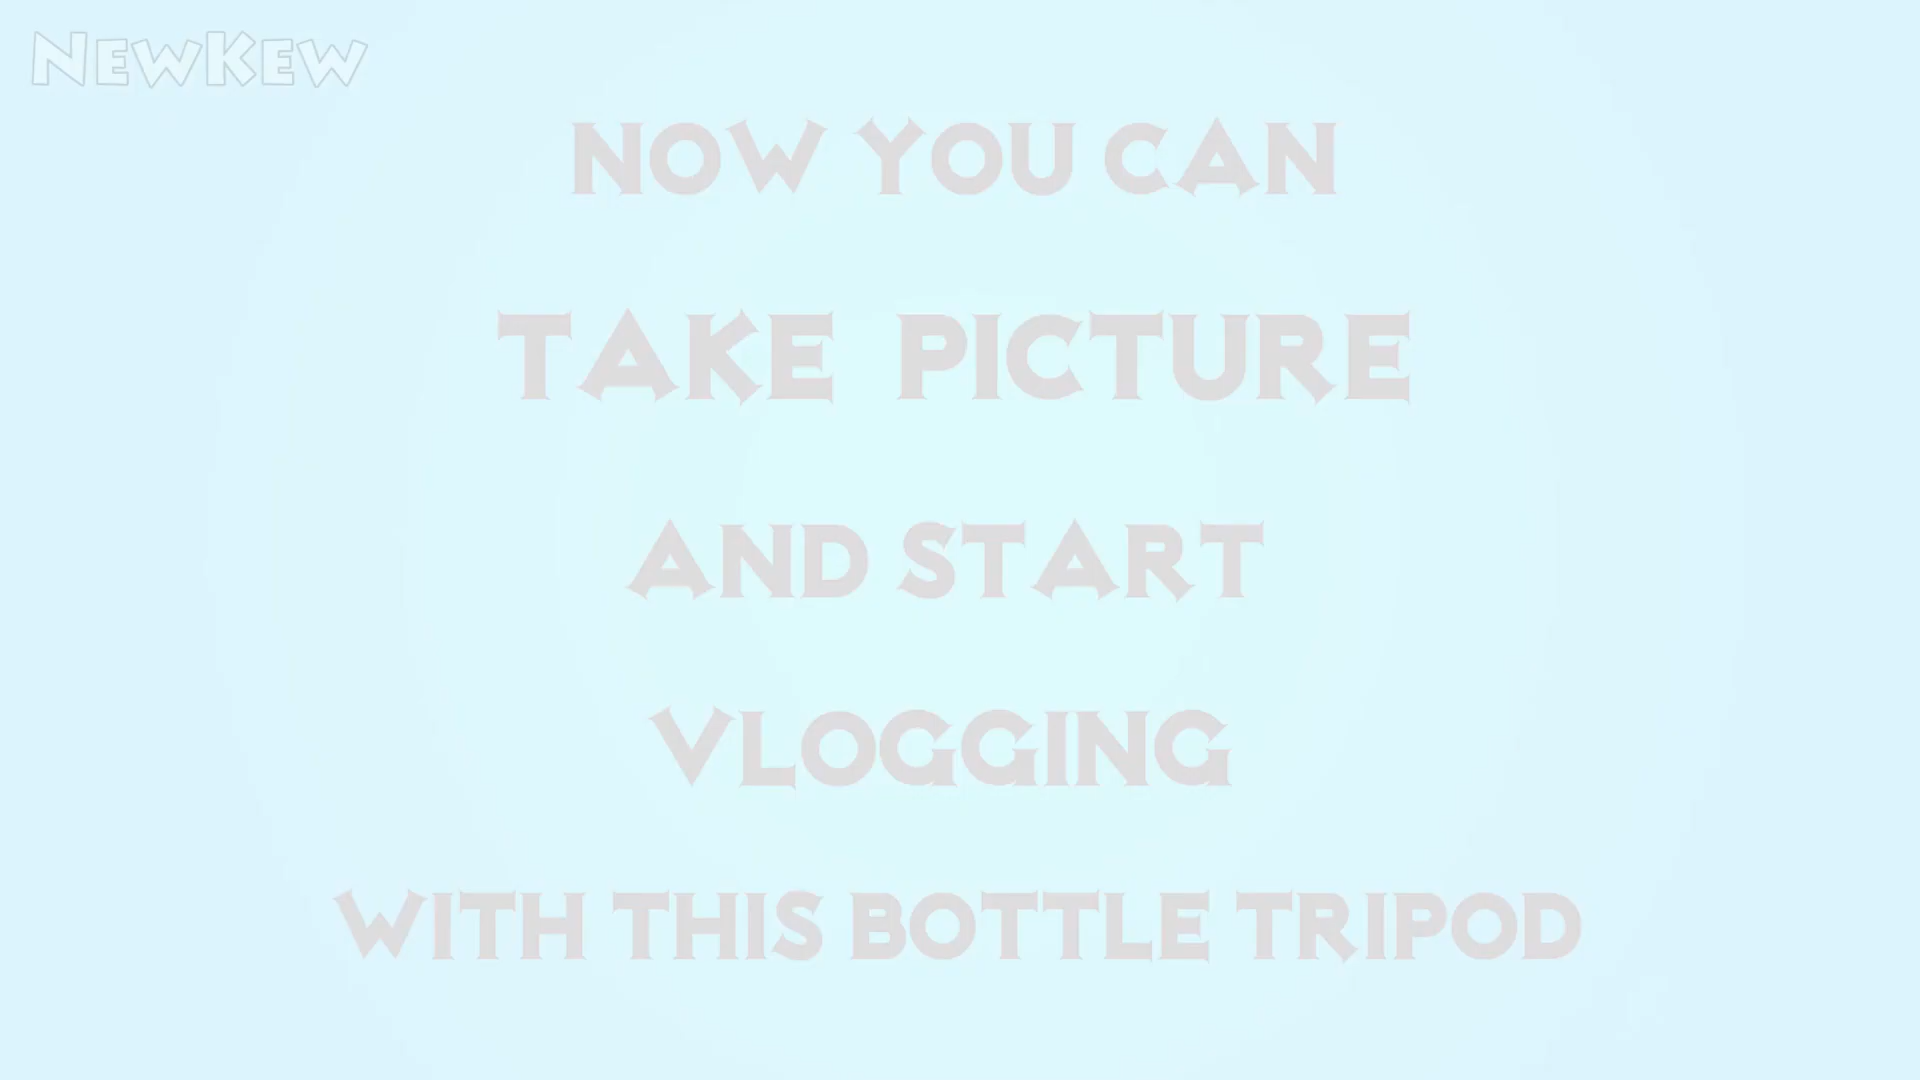 NEWKEW
NOW YOU CAN
TAKE PICTURE
AND START
VLOGGING
WITH THIS BOTTLE TRIPOD